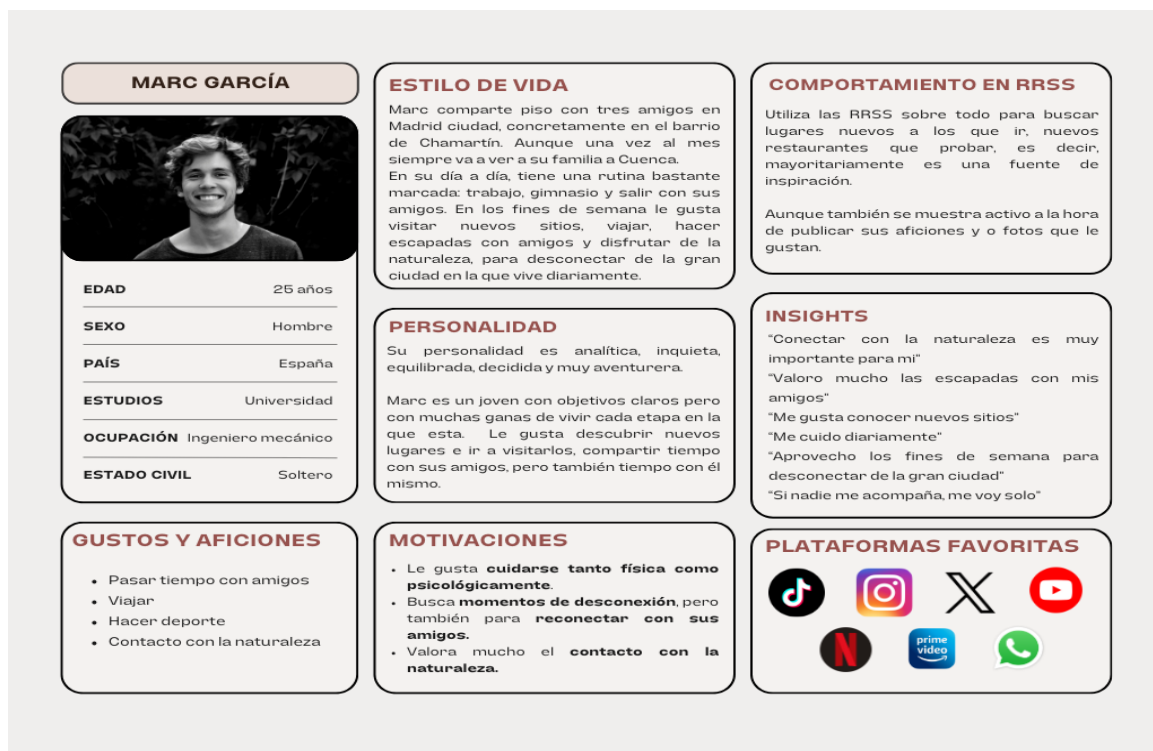 MARC GARCÍA
EDAD 25 años
SEXO Hombre
PAÍS España
ESTUDIOS Universidad
OCUPACIÓN Ingeniero mecánico
ESTADO CIVIL Soltero
GUSTOS Y AFICIONES
• Pasar tiempo con amigos
• Viajar
• Hacer deporte
• Contacto con la naturaleza
ESTILO DE VIDA
Marc comparte piso con tres amigos en
Madrid ciudad, concretamente en el barrio
de Chamartín. Aunque una vez al mes
siempre va a ver a su familia a Cuenca.
En su día a día, tiene una rutina bastante
marcada: trabajo, gimnasio y salir con sus
amigos. En los fines de semana le gusta
visitar nuevos sitios, viajar, hacer
escapadas con amigos y disfrutar de la
naturaleza, para desconectar de la gran
ciudad en la que vive diariamente.
PERSONALIDAD
Su personalidad es analítica, inquieta,
equilibrada, decidida y muy aventurera.
Marc es un joven con objetivos claros pero
con muchas ganas de vivir cada etapa en la
que esta. Le gusta descubrir nuevos
lugares e ir a visitarlos, compartir tiempo
con sus amigos, pero también tiempo con él
mismo.
MOTIVACIONES
• Le gusta cuidarse tanto física como
psicológicamente.
• Busca momentos de desconexión, pero
también para reconectar con sus
amigos.
• Valora mucho el contacto con la
naturaleza.
COMPORTAMIENTO EN RRSS
Utiliza las RRSS sobre todo para buscar
lugares nuevos a los que ir, nuevos
restaurantes que probar, es decir,
mayoritariamente es una fuente de
inspiración.
Aunque también se muestra activo a la hora
de publicar sus aficiones y o fotos que le
gustan.
INSIGHTS
"Conectar con la naturaleza es muy
importante para mi"
"Valoro mucho las escapadas con mis
amigos"
"Me gusta conocer nuevos sitios"
"Me cuido diariamente"
"Aprovecho los fines de semana para
desconectar de la gran ciudad"
"Si nadie me acompaña, me voy solo"
PLATAFORMAS FAVORITAS
prime
video